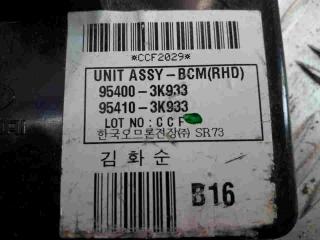 *CCF2029*
UNIT ASSY-BCM(RHD)
95400-3K933
95410-3K933
LOT NO : C C F
한국오므론전장(주) SR73
김화순
B16